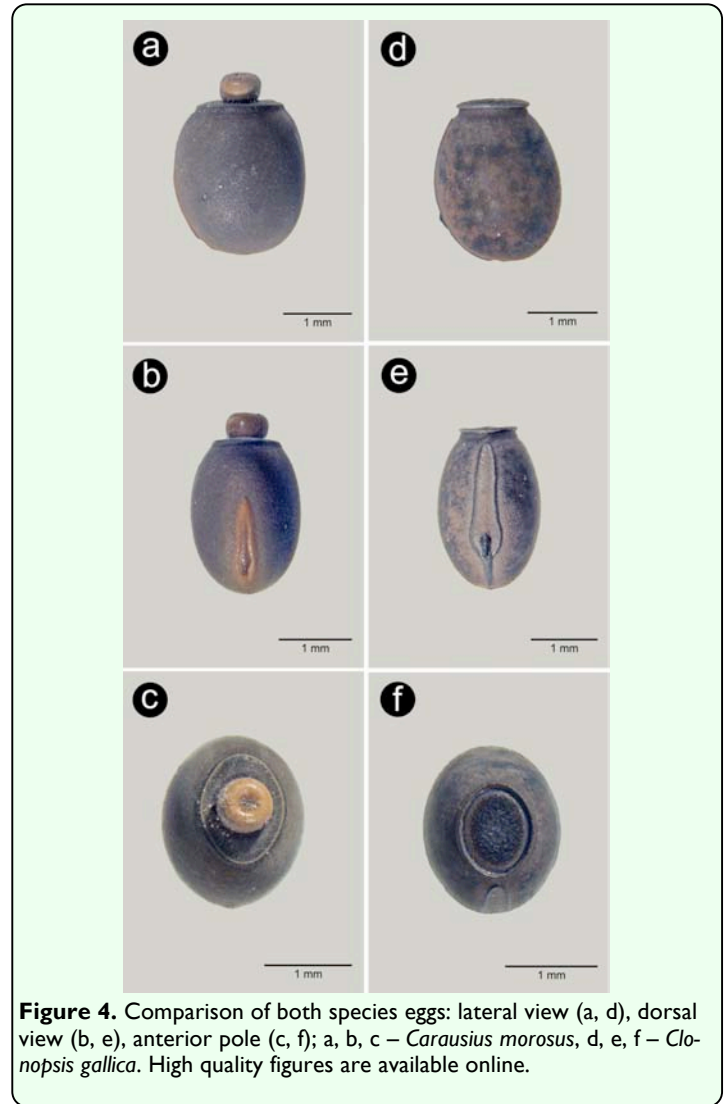 a
d
1 mm
1 mm
b
e
1 mm
1 mm
c
f
1 mm
1 mm
Figure 4. Comparison of both species eggs: lateral view (a, d), dorsal
view (b, e), anterior pole (c, f); a, b, c – Carausius morosus, d, e, f – Clo-
nopsis gallica. High quality figures are available online.